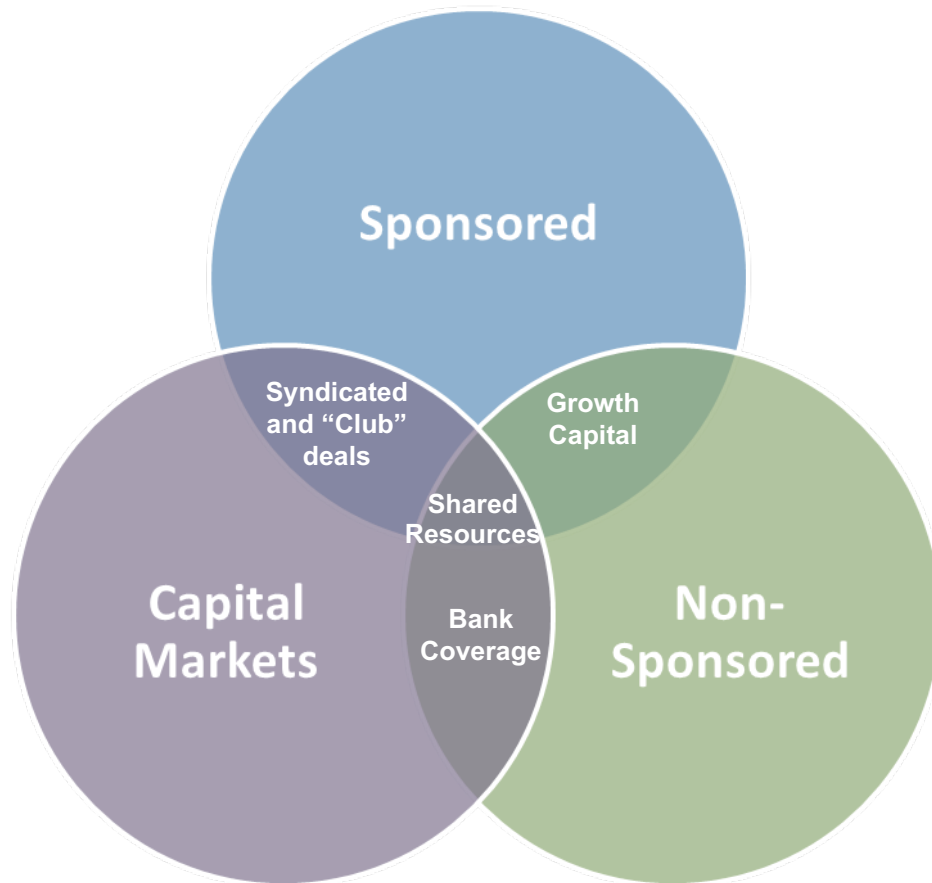 Sponsored
Syndicated
and “Club”
deals
Growth
Capital
Shared
Resources
Capital
Markets
Bank
Coverage
Non-
Sponsored